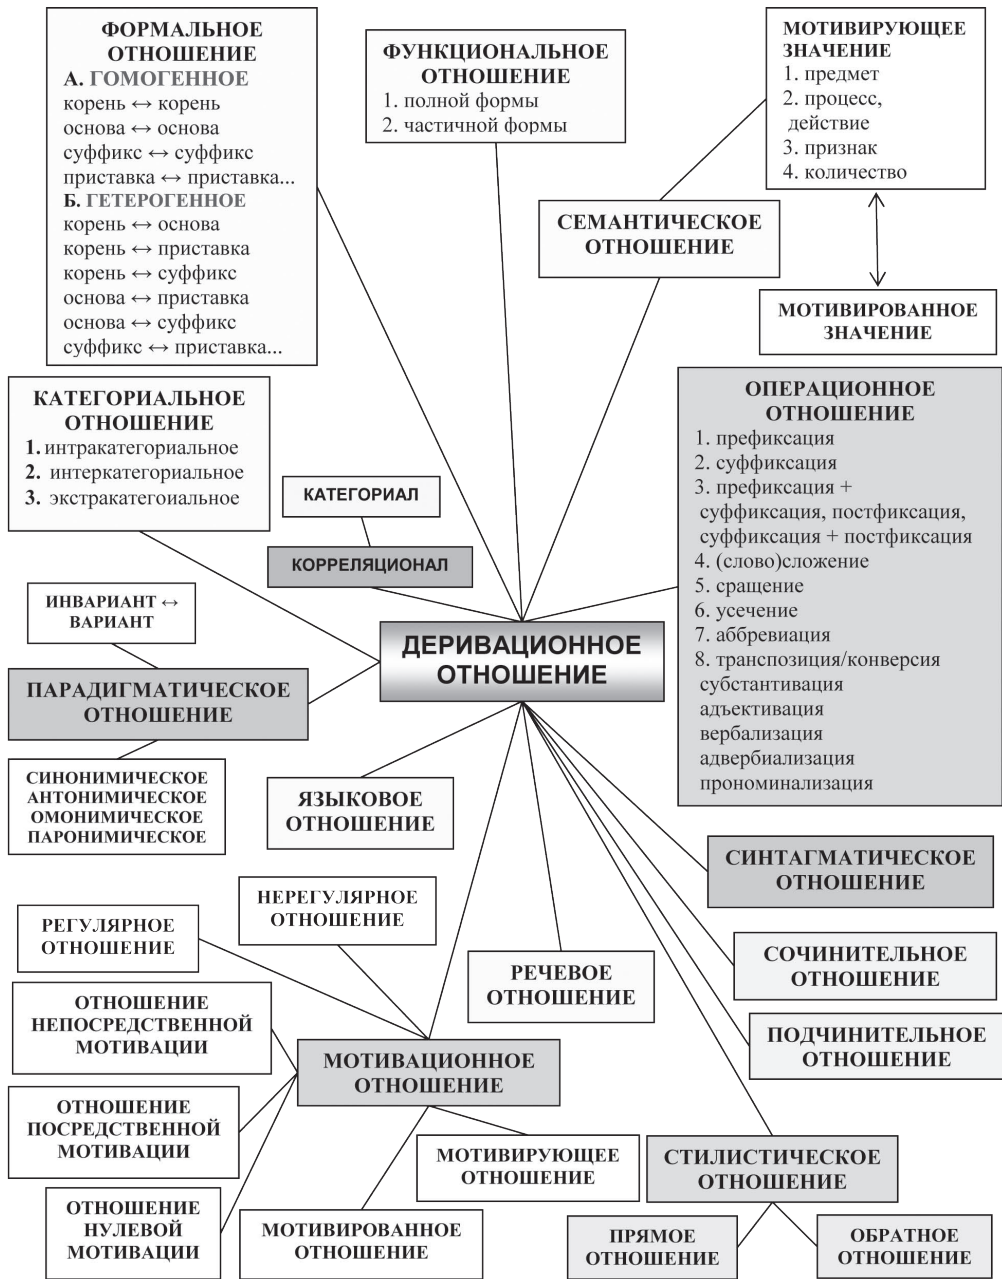 ФОРМАЛЬНОЕ
ОТНОШЕНИЕ
А. ГОМОГЕННОЕ
корень ↔ корень
основа ↔ основа
суффикс ↔ суффикс
приставка ↔ приставка...
Б. ГЕТЕРОГЕННОЕ
корень ↔ основа
корень ↔ приставка
корень ↔ суффикс
основа ↔ приставка
основа ↔ суффикс
суффикс ↔ приставка...
ФУНКЦИОНАЛЬНОЕ
ОТНОШЕНИЕ
1. полной формы
2. частичной формы
МОТИВИРУЮЩЕЕ
ЗНАЧЕНИЕ
1. предмет
2. процесс,
действие
3. признак
4. количество
СЕМАНТИЧЕСКОЕ
ОТНОШЕНИЕ
МОТИВИРОВАННОЕ
ЗНАЧЕНИЕ
КАТЕГОРИАЛЬНОЕ
ОТНОШЕНИЕ
1. интракатегориальное
2. интеркатегориальное
3. экстракатегоиальное
КАТЕГОРИАЛ
КОРРЕЛЯЦИОНАЛ
ОПЕРАЦИОННОЕ
ОТНОШЕНИЕ
1. префиксация
2. суффиксация
3. префиксация +
суффиксация, постфиксация,
суффиксация + постфиксация
4. (слово)сложение
5. сращение
6. усечение
7. аббревиация
8. транспозиция/конверсия
субстантивация
адъективация
вербализация
адвербиализация
прономинализация
ИНВАРИАНТ ↔
ВАРИАНТ
ДЕРИВАЦИОННОЕ
ОТНОШЕНИЕ
ПАРАДИГМАТИЧЕСКОЕ
ОТНОШЕНИЕ
СИНОНИМИЧЕСКОЕ
АНТОНИМИЧЕСКОЕ
ОМОНИМИЧЕСКОЕ
ПАРОНИМИЧЕСКОЕ
ЯЗЫКОВОЕ
ОТНОШЕНИЕ
СИНТАГМАТИЧЕСКОЕ
ОТНОШЕНИЕ
НЕРЕГУЛЯРНОЕ
ОТНОШЕНИЕ
РЕГУЛЯРНОЕ
ОТНОШЕНИЕ
РЕЧЕВОЕ
ОТНОШЕНИЕ
СОЧИНИТЕЛЬНОЕ
ОТНОШЕНИЕ
ОТНОШЕНИЕ
НЕПОСРЕДСТВЕННОЙ
МОТИВАЦИИ
ПОДЧИНИТЕЛЬНОЕ
ОТНОШЕНИЕ
МОТИВАЦИОННОЕ
ОТНОШЕНИЕ
ОТНОШЕНИЕ
ПОСРЕДСТВЕННОЙ
МОТИВАЦИИ
МОТИВИРУЮЩЕЕ
ОТНОШЕНИЕ
СТИЛИСТИЧЕСКОЕ
ОТНОШЕНИЕ
ОТНОШЕНИЕ
НУЛЕВОЙ
МОТИВАЦИИ
МОТИВИРОВАННОЕ
ОТНОШЕНИЕ
ПРЯМОЕ
ОТНОШЕНИЕ
ОБРАТНОЕ
ОТНОШЕНИЕ